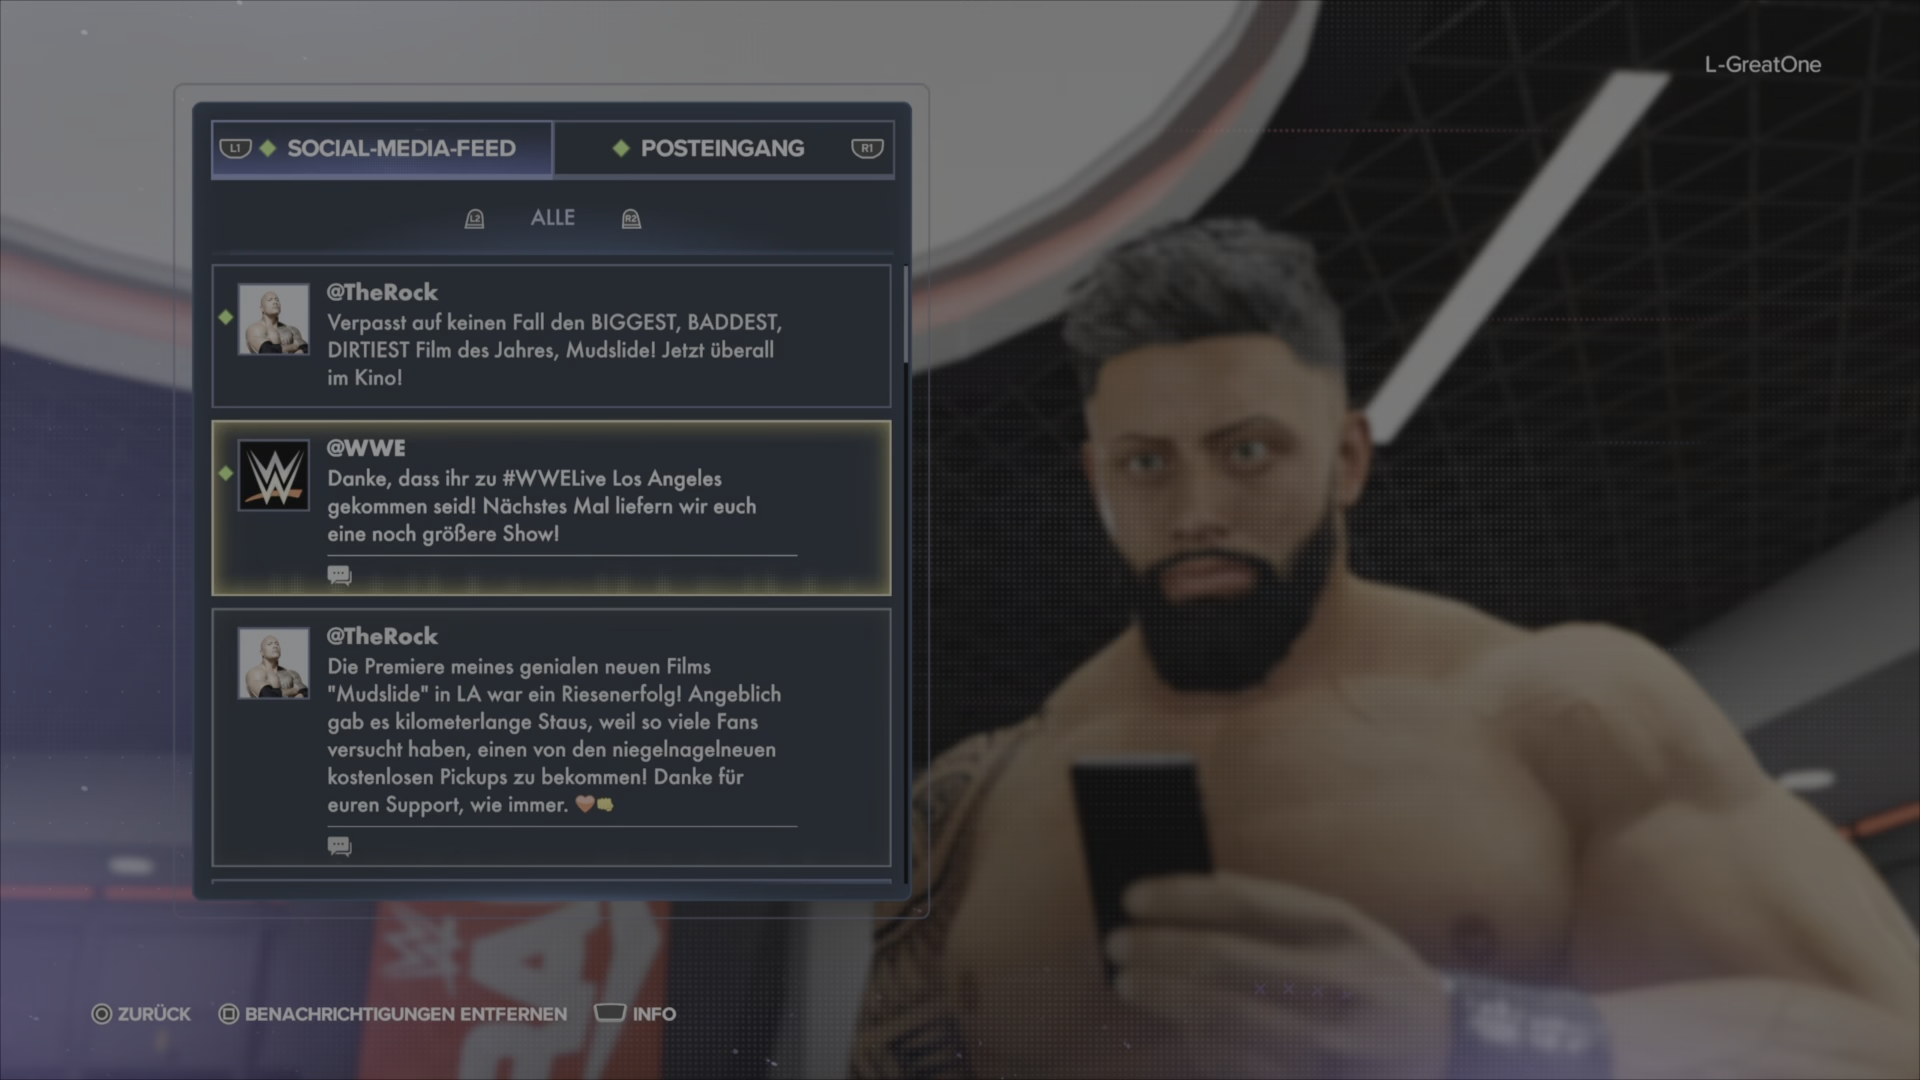 L-GreatOne
L1 SOCIAL-MEDIA-FEED POSTEINGANG R1
L2 ALLE R2
@TheRock
Verpasst auf keinen Fall den BIGGEST, BADDEST,
DIRTIEST Film des Jahres, Mudslide! Jetzt überall
im Kino!
@WWE
Danke, dass ihr zu #WWELive Los Angeles
gekommen seid! Nächstes Mal liefern wir euch
eine noch größere Show!
@TheRock
Die Premiere meines genialen neuen Films
"Mudslide" in LA war ein Riesenerfolg! Angeblich
gab es kilometerlange Staus, weil so viele Fans
versucht haben, einen von den niegelnagelneuen
kostenlosen Pickups zu bekommen! Danke für
euren Support, wie immer. ❤️👊
ZURÜCK BENACHRICHTIGUNGEN ENTFERNEN INFO